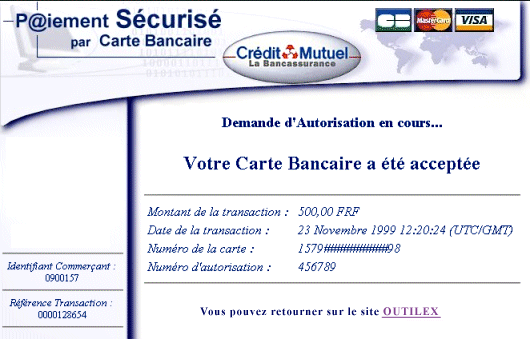 P@iement Sécurisé
par Carte Bancaire
Crédit Mutuel
La Bancassurance
CB
MasterCard
VISA
Demande d'Autorisation en cours...
Votre Carte Bancaire a été acceptée
Montant de la transaction : 500,00 FRF
Date de la transaction : 23 Novembre 1999 12:20:24 (UTC/GMT)
Numéro de la carte : 1579##########98
Numéro d'autorisation : 456789
Identifiant Commerçant :
0900157
Référence Transaction :
0000128654
Vous pouvez retourner sur le site OUTILEX